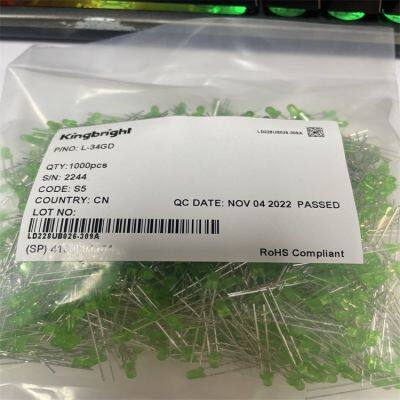 Kingbright
LD228UB026-309A
P/NO: L-34GD
QTY:1000pcs
S/N: 2244
CODE: S5
COUNTRY: CN
QC DATE: NOV 04 2022 PASSED
LOT NO:
LD228UB026-309A
(SP)
RoHS Compliant